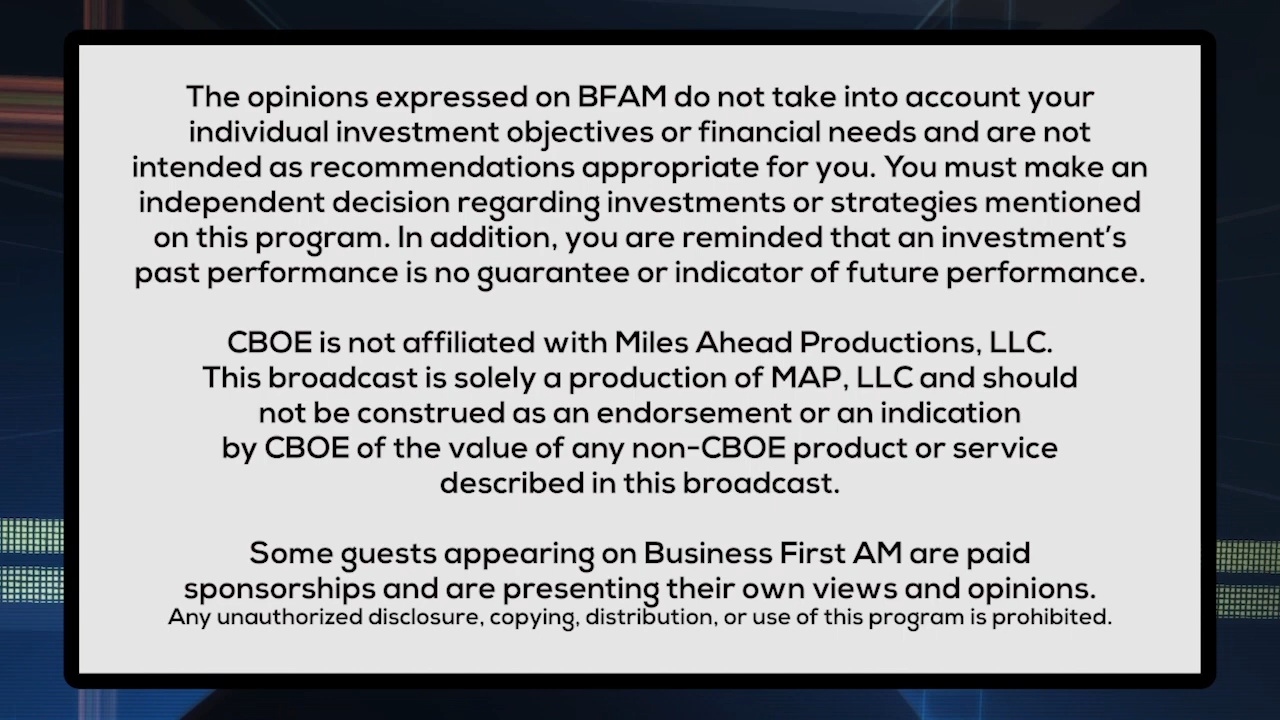 The opinions expressed on BFAM do not take into account your
individual investment objectives or financial needs and are not
intended as recommendations appropriate for you. You must make an
independent decision regarding investments or strategies mentioned
on this program. In addition, you are reminded that an investment's
past performance is no guarantee or indicator of future performance.
CBOE is not affiliated with Miles Ahead Productions, LLC.
This broadcast is solely a production of MAP, LLC and should
not be construed as an endorsement or an indication
by CBOE of the value of any non-CBOE product or service
described in this broadcast.
Some guests appearing on Business First AM are paid
sponsorships and are presenting their own views and opinions.
Any unauthorized disclosure, copying, distribution, or use of this program is prohibited.